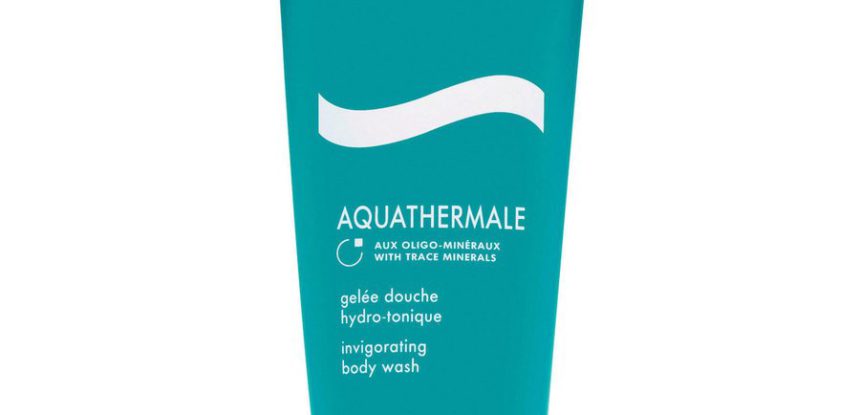 AQUATHERMALE
AUX OLIGO-MINÉRAUX
WITH TRACE MINERALS
gelée douche
hydro-tonique
invigorating
body wash